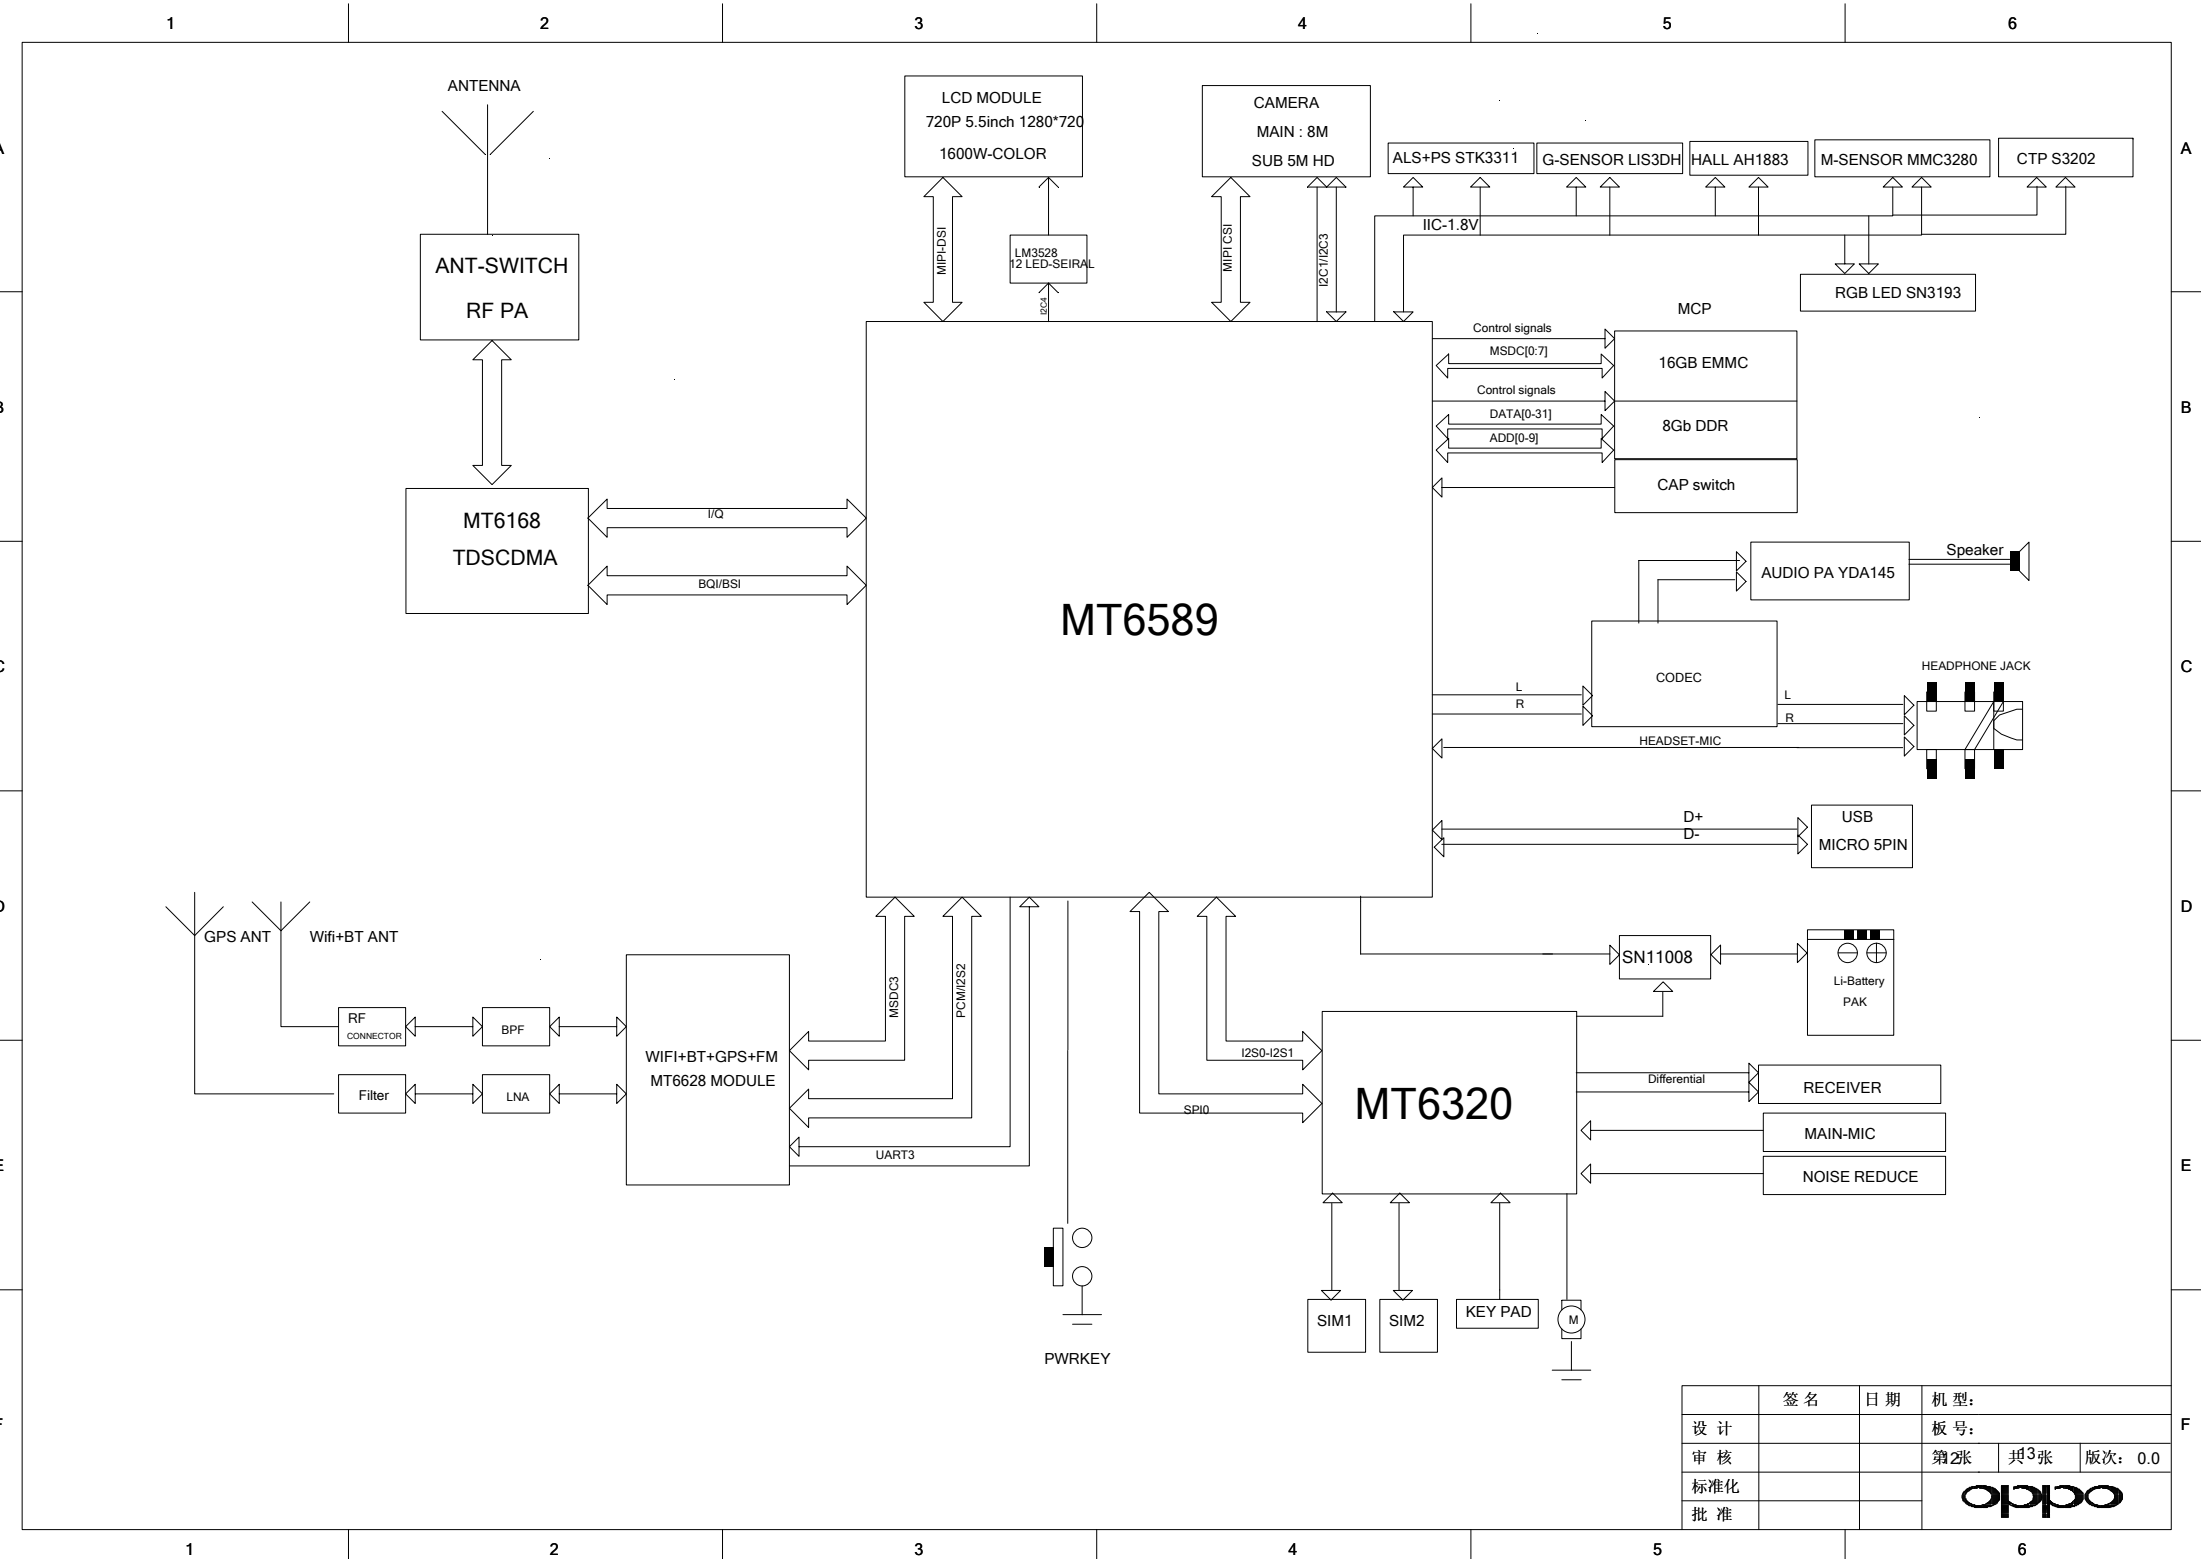 1 2 3 4 5 6
ANTENNA
LCD MODULE
720P 5.5inch 1280*720
1600W-COLOR
CAMERA
MAIN : 8M
SUB 5M HD
A
ALS+PS STK3311
G-SENSOR LIS3DH
HALL AH1883
M-SENSOR MMC3280
CTP S3202
A
IIC-1.8V
MIPI-DSI
LM3528
12 LED-SEIRAL
I2C4
MIPI CSI
I2C1/I2C3
RGB LED SN3193
ANT-SWITCH
RF PA
MCP
Control signals
MSDC[0:7]
16GB EMMC
Control signals
DATA[0-31]
ADD[0-9]
8Gb DDR
B
B
CAP switch
MT6168
TDSCDMA
I/Q
BQI/BSI
MT6589
AUDIO PA YDA145
Speaker
CODEC
L
R
L
R
HEADPHONE JACK
HEADSET-MIC
C
C
D+
D-
USB
MICRO 5PIN
D
D
GPS ANT
Wifi+BT ANT
SN11008
Li-Battery
PAK
RF
CONNECTOR
BPF
Filter
LNA
WIFI+BT+GPS+FM
MT6628 MODULE
MSDC3
PCM/I2S2
UART3
I2S0-I2S1
SPI0
MT6320
Differential
RECEIVER
MAIN-MIC
NOISE REDUCE
E
E
SIM1
SIM2
KEY PAD
M
PWRKEY
签 名 日 期 机 型：
设 计 板 号：
审 核 第12张 共13张 版次： 0.0
标准化
批 准
oppo
F
F
1 2 3 4 5 6